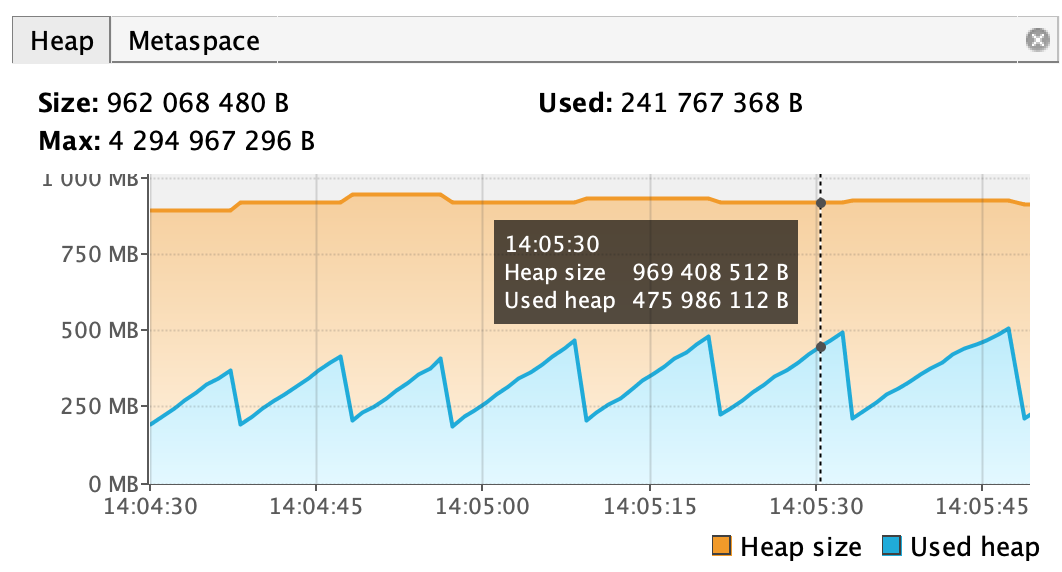 Heap Metaspace
Size: 962 068 480 B Used: 241 767 368 B
Max: 4 294 967 296 B
1 000 MB
750 MB
500 MB
250 MB
0 MB
14:05:30
Heap size 969 408 512 B
Used heap 475 986 112 B
14:04:30 14:04:45 14:05:00 14:05:15 14:05:30 14:05:45
Heap size Used heap